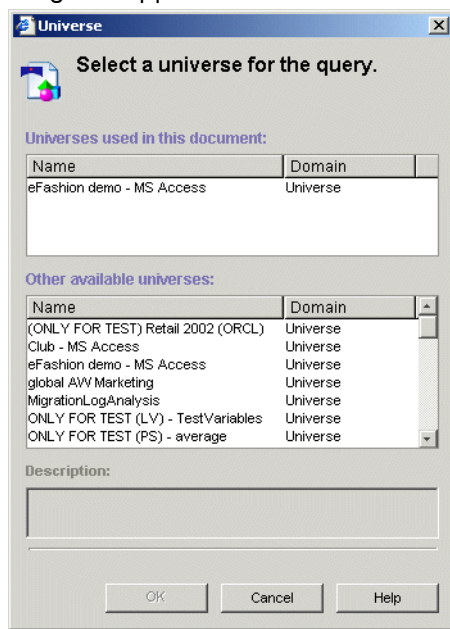 Universe
Select a universe for the query.
Universes used in this document:
Name Domain
eFashion demo - MS Access Universe
Other available universes:
Name Domain
(ONLY FOR TEST) Retail 2002 (ORCL) Universe
Club - MS Access Universe
eFashion demo - MS Access Universe
global AW Marketing Universe
MigrationLogAnalysis Universe
ONLY FOR TEST (LV) - TestVariables Universe
ONLY FOR TEST (PS) - average Universe
Description:
OK Cancel Help